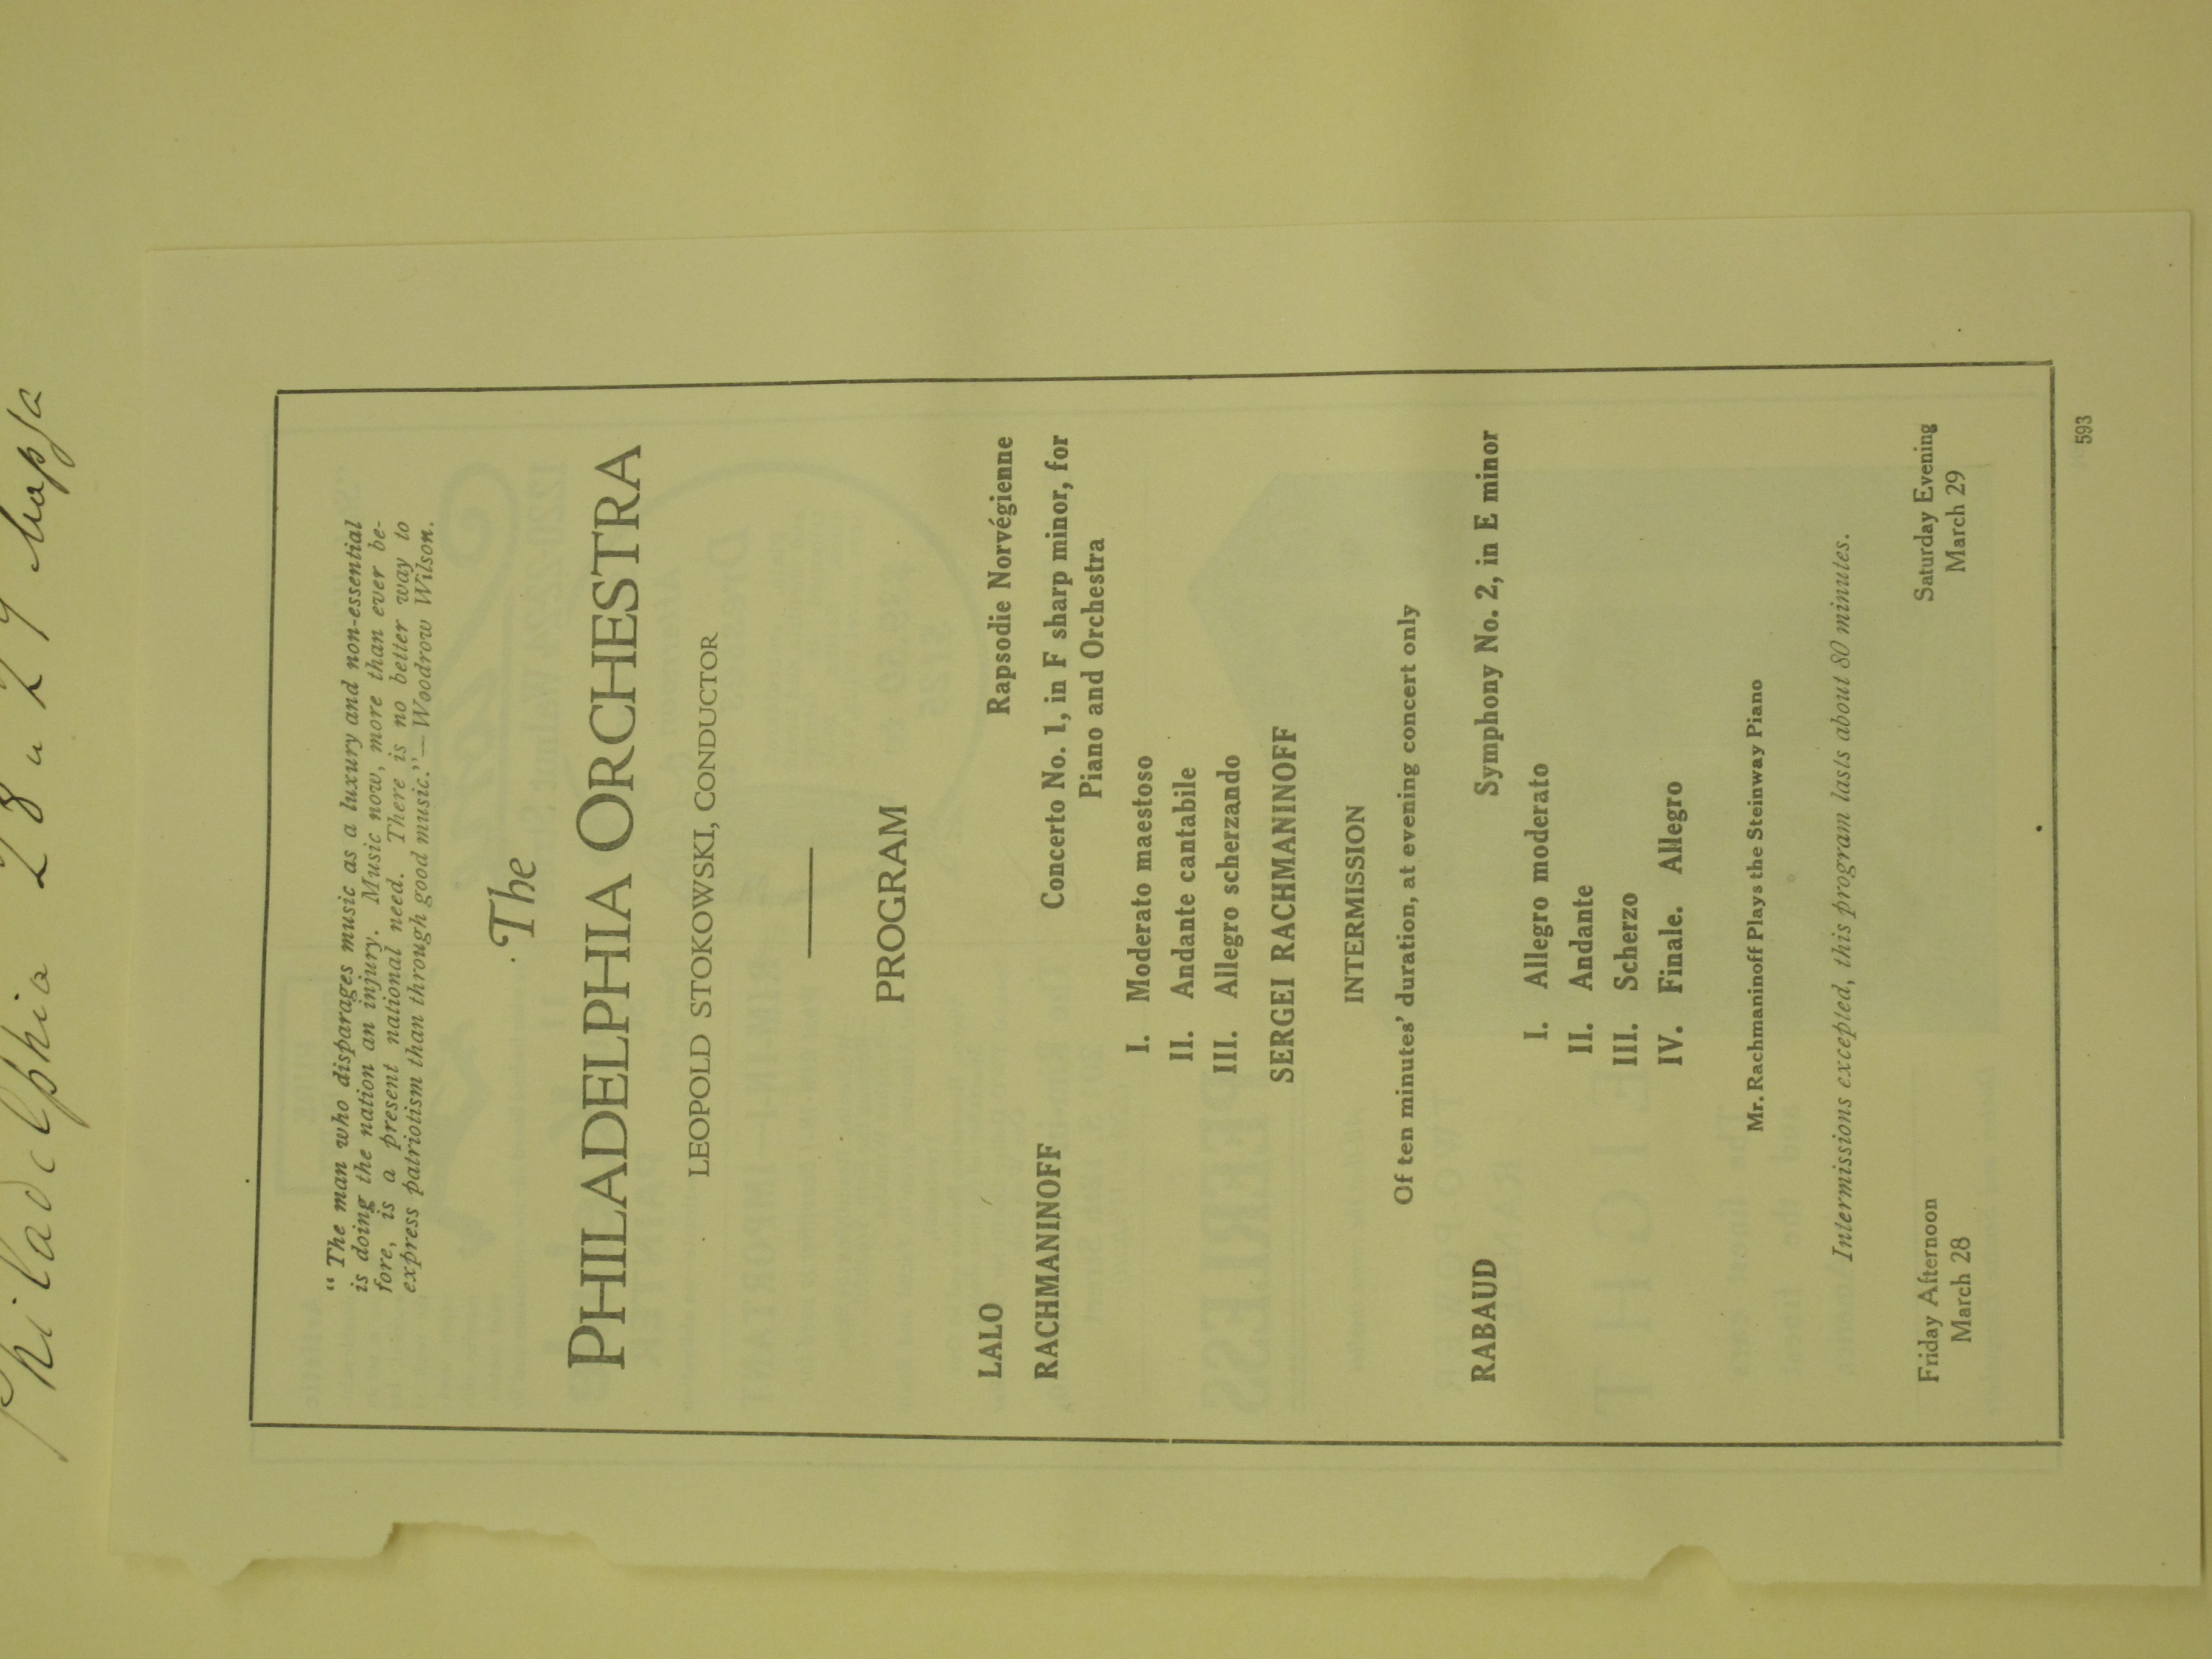 Philadelphia 28 и 29 Марта
“The man who disparages music as a luxury and non-essential
is doing the nation an injury. Music now, more than ever be-
fore, is a present national need. There is no better way to
express patriotism than through good music.”—Woodrow Wilson.
The
PHILADELPHIA ORCHESTRA
LEOPOLD STOKOWSKI, CONDUCTOR
PROGRAM
LALO Rapsodie Norvégienne
RACHMANINOFF Concerto No. 1, in F sharp minor, for
Piano and Orchestra
I. Moderato maestoso
II. Andante cantabile
III. Allegro scherzando
SERGEI RACHMANINOFF
INTERMISSION
Of ten minutes’ duration, at evening concert only
RABAUD Symphony No. 2, in E minor
I. Allegro moderato
II. Andante
III. Scherzo
IV. Finale. Allegro
Mr. Rachmaninoff Plays the Steinway Piano
Intermissions excepted, this program lasts about 80 minutes.
Friday Afternoon Saturday Evening
March 28 March 29
593